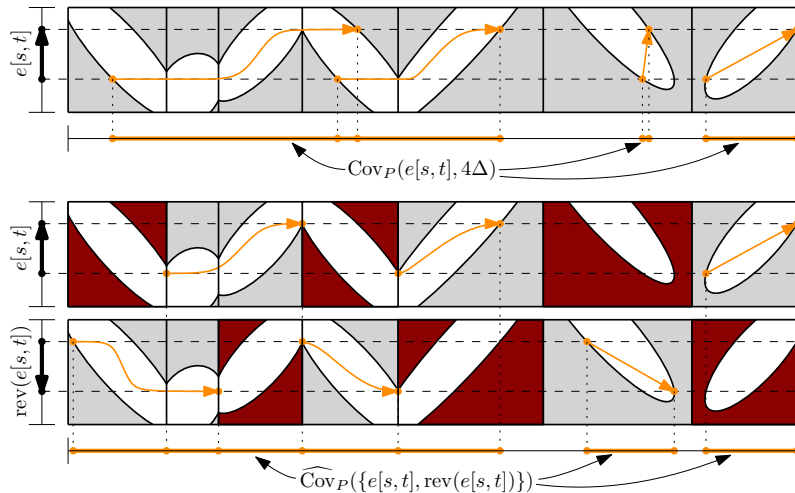 e[s, t]
Cov_P(e[s, t], 4Δ)
e[s, t]
rev(e[s, t])
\widehat{Cov}_P({e[s, t], rev(e[s, t])})